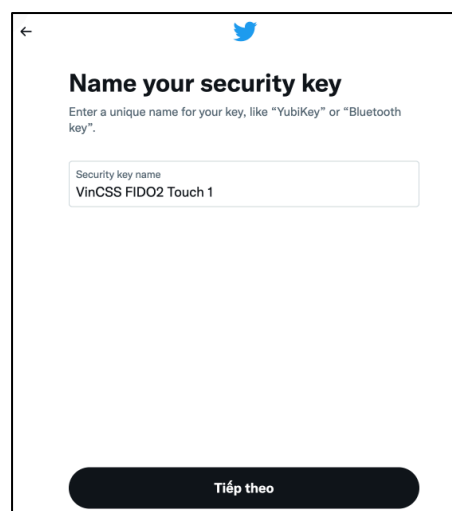 Name your security key
Enter a unique name for your key, like “YubiKey” or “Bluetooth
key”.
Security key name
VinCSS FIDO2 Touch 1
Tiếp theo